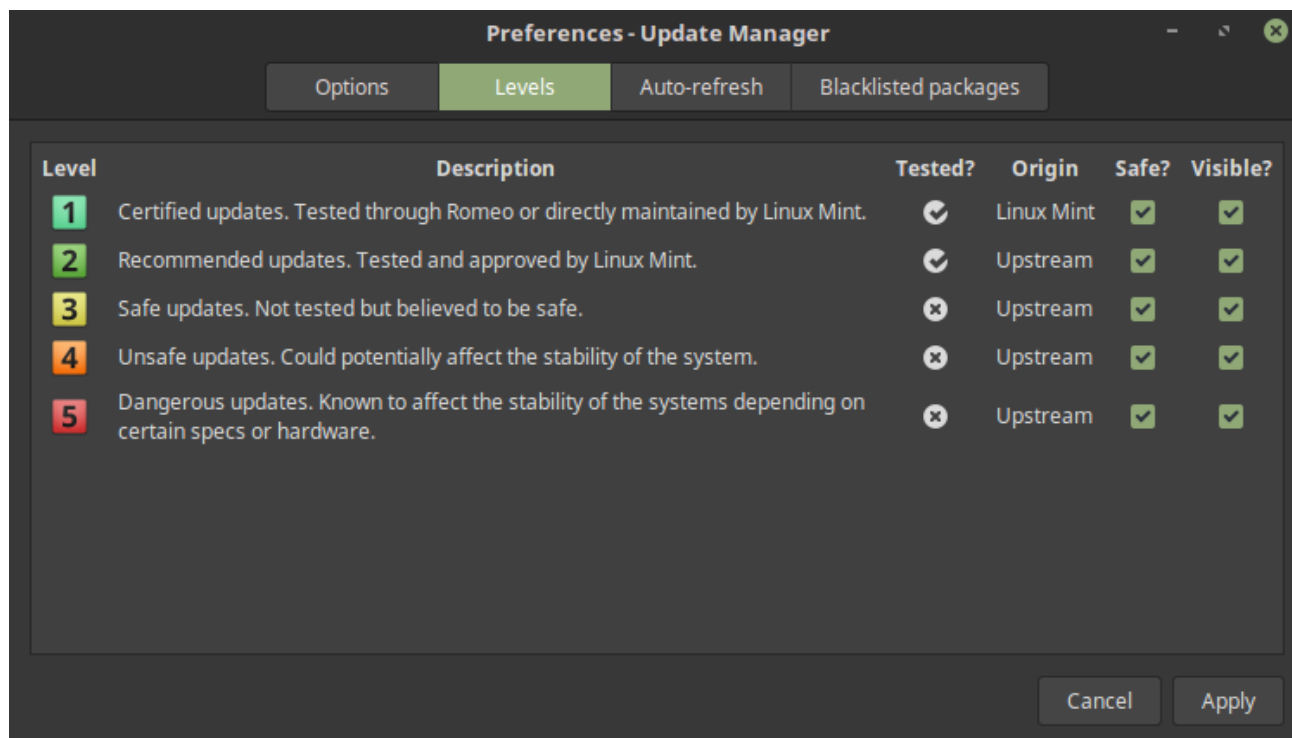 Preferences - Update Manager
Options Levels Auto-refresh Blacklisted packages
Level Description Tested? Origin Safe? Visible?
1 Certified updates. Tested through Romeo or directly maintained by Linux Mint. Linux Mint
2 Recommended updates. Tested and approved by Linux Mint. Upstream
3 Safe updates. Not tested but believed to be safe. Upstream
4 Unsafe updates. Could potentially affect the stability of the system. Upstream
5 Dangerous updates. Known to affect the stability of the systems depending on
certain specs or hardware. Upstream
Cancel Apply